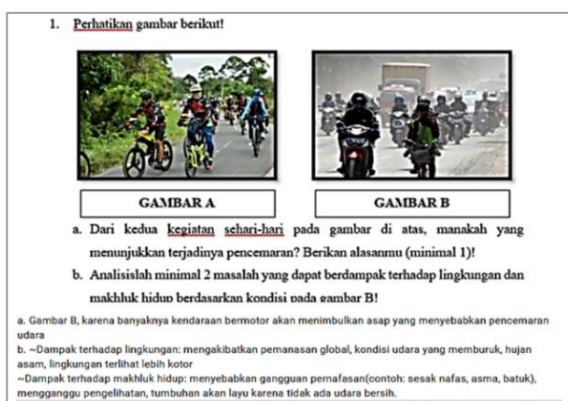 1. Perhatikan gambar berikut!
GAMBAR A
GAMBAR B
a. Dari kedua kegiatan sehari-hari pada gambar di atas, manakah yang
menunjukkan terjadinya pencemaran? Berikan alasanmu (minimal 1)!
b. Analisislah minimal 2 masalah yang dapat berdampak terhadap lingkungan dan
makhluk hidup berdasarkan kondisi pada gambar B!
a. Gambar B, karena banyaknya kendaraan bermotor akan menimbulkan asap yang menyebabkan pencemaran
udara
b. ~Dampak terhadap lingkungan: mengakibatkan pemanasan global, kondisi udara yang memburuk, hujan
asam, lingkungan terlihat lebih kotor
~Dampak terhadap makhluk hidup: menyebabkan gangguan pernafasan(contoh: sesak nafas, asma, batuk),
mengganggu pengelihatan, tumbuhan akan layu karena tidak ada udara bersih.